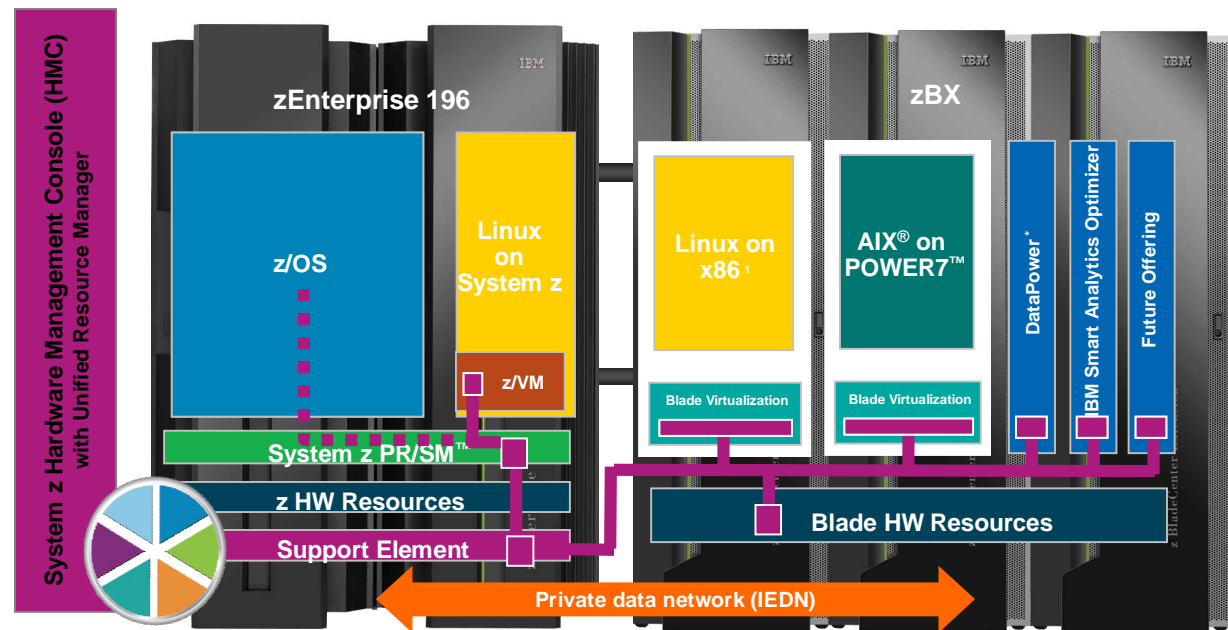 System z Hardware Management Console (HMC)
with Unified Resource Manager
IBM
zEnterprise 196
z/OS
Linux
on
System z
z/VM
System z PR/SM™
z HW Resources
Support Element
IBM
IBM
IBM
zBX
Linux on
x86 1
AIX® on
POWER7™
DataPower*
IBM Smart Analytics Optimizer
Future Offering
Blade Virtualization
Blade Virtualization
Blade HW Resources
z BladeCenter
Private data network (IEDN)